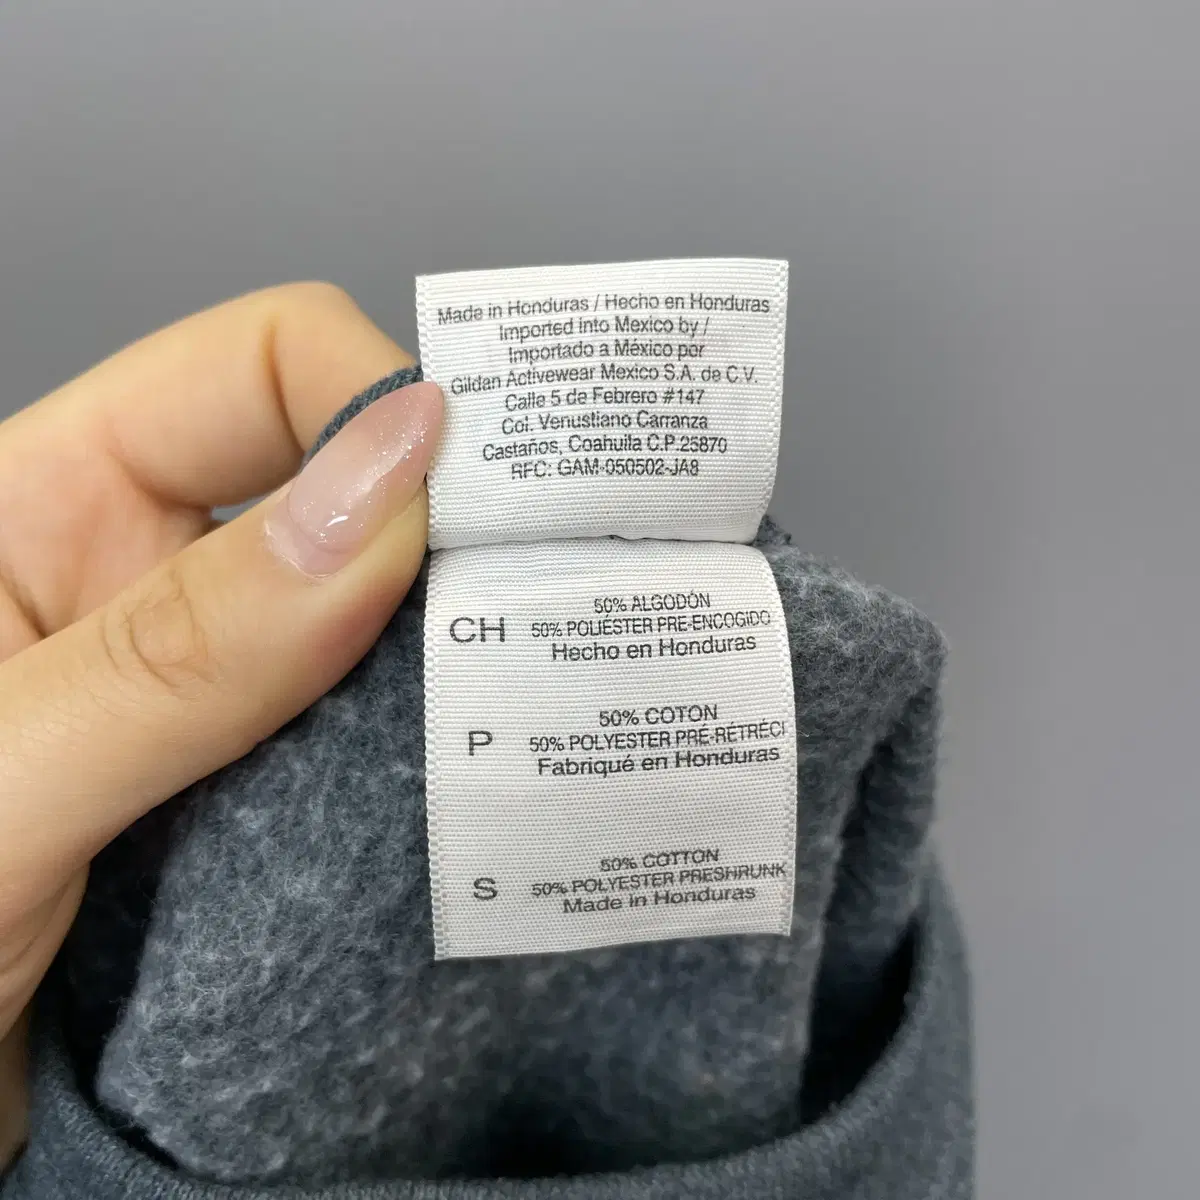 Made in Honduras / Hecho en Honduras
Imported into Mexico by /
Importado a México por
Gildan Activewear Mexico S.A. de C.V.
Calle 5 de Febrero #147
Col. Venustiano Carranza
Castaños, Coahuila C.P.25870
RFC: GAM-050502-JA8
CH
50% ALGODÓN
50% POLIÉSTER PRE-ENCOGIDO
Hecho en Honduras
P
50% COTON
50% POLYESTER PRÉ-RÉTRÉCI
Fabriqué en Honduras
S
50% COTTON
50% POLYESTER PRESHRUNK
Made in Honduras